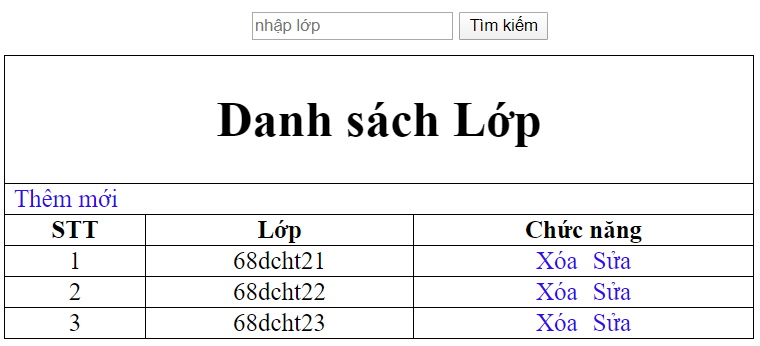 nhập lớp Tìm kiếm
Danh sách Lớp
Thêm mới
STT Lớp Chức năng
1 68dcht21 Xóa Sửa
2 68dcht22 Xóa Sửa
3 68dcht23 Xóa Sửa